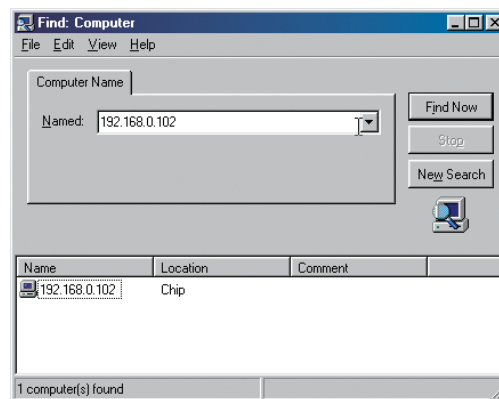 Find: Computer
File Edit View Help
Computer Name
Named: 192.168.0.102
Find Now
Stop
New Search
Name Location Comment
192.168.0.102 Chip
1 computer(s) found